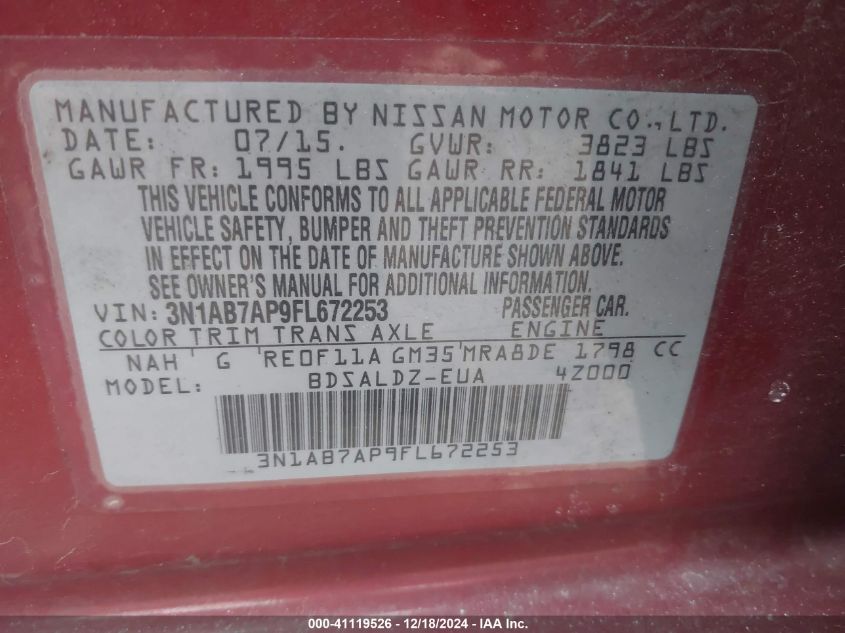 MANUFACTURED BY NISSAN MOTOR CO., LTD.
DATE: 07/15. GVWR: 3823 LBS
GAWR FR: 1995 LBS GAWR RR: 1841 LBS
THIS VEHICLE CONFORMS TO ALL APPLICABLE FEDERAL MOTOR
VEHICLE SAFETY, BUMPER AND THEFT PREVENTION STANDARDS
IN EFFECT ON THE DATE OF MANUFACTURE SHOWN ABOVE.
SEE OWNER'S MANUAL FOR ADDITIONAL INFORMATION.
VIN: 3N1AB7AP9FL672253 PASSENGER CAR.
COLOR TRIM TRANS AXLE ENGINE
NAH G RE0F11A GM35 MRA8DE 1798 CC
MODEL: BDSALDZ-EUA 4Z000
3N1AB7AP9FL672253
000-41119526 - 12/18/2024 - IAA Inc.